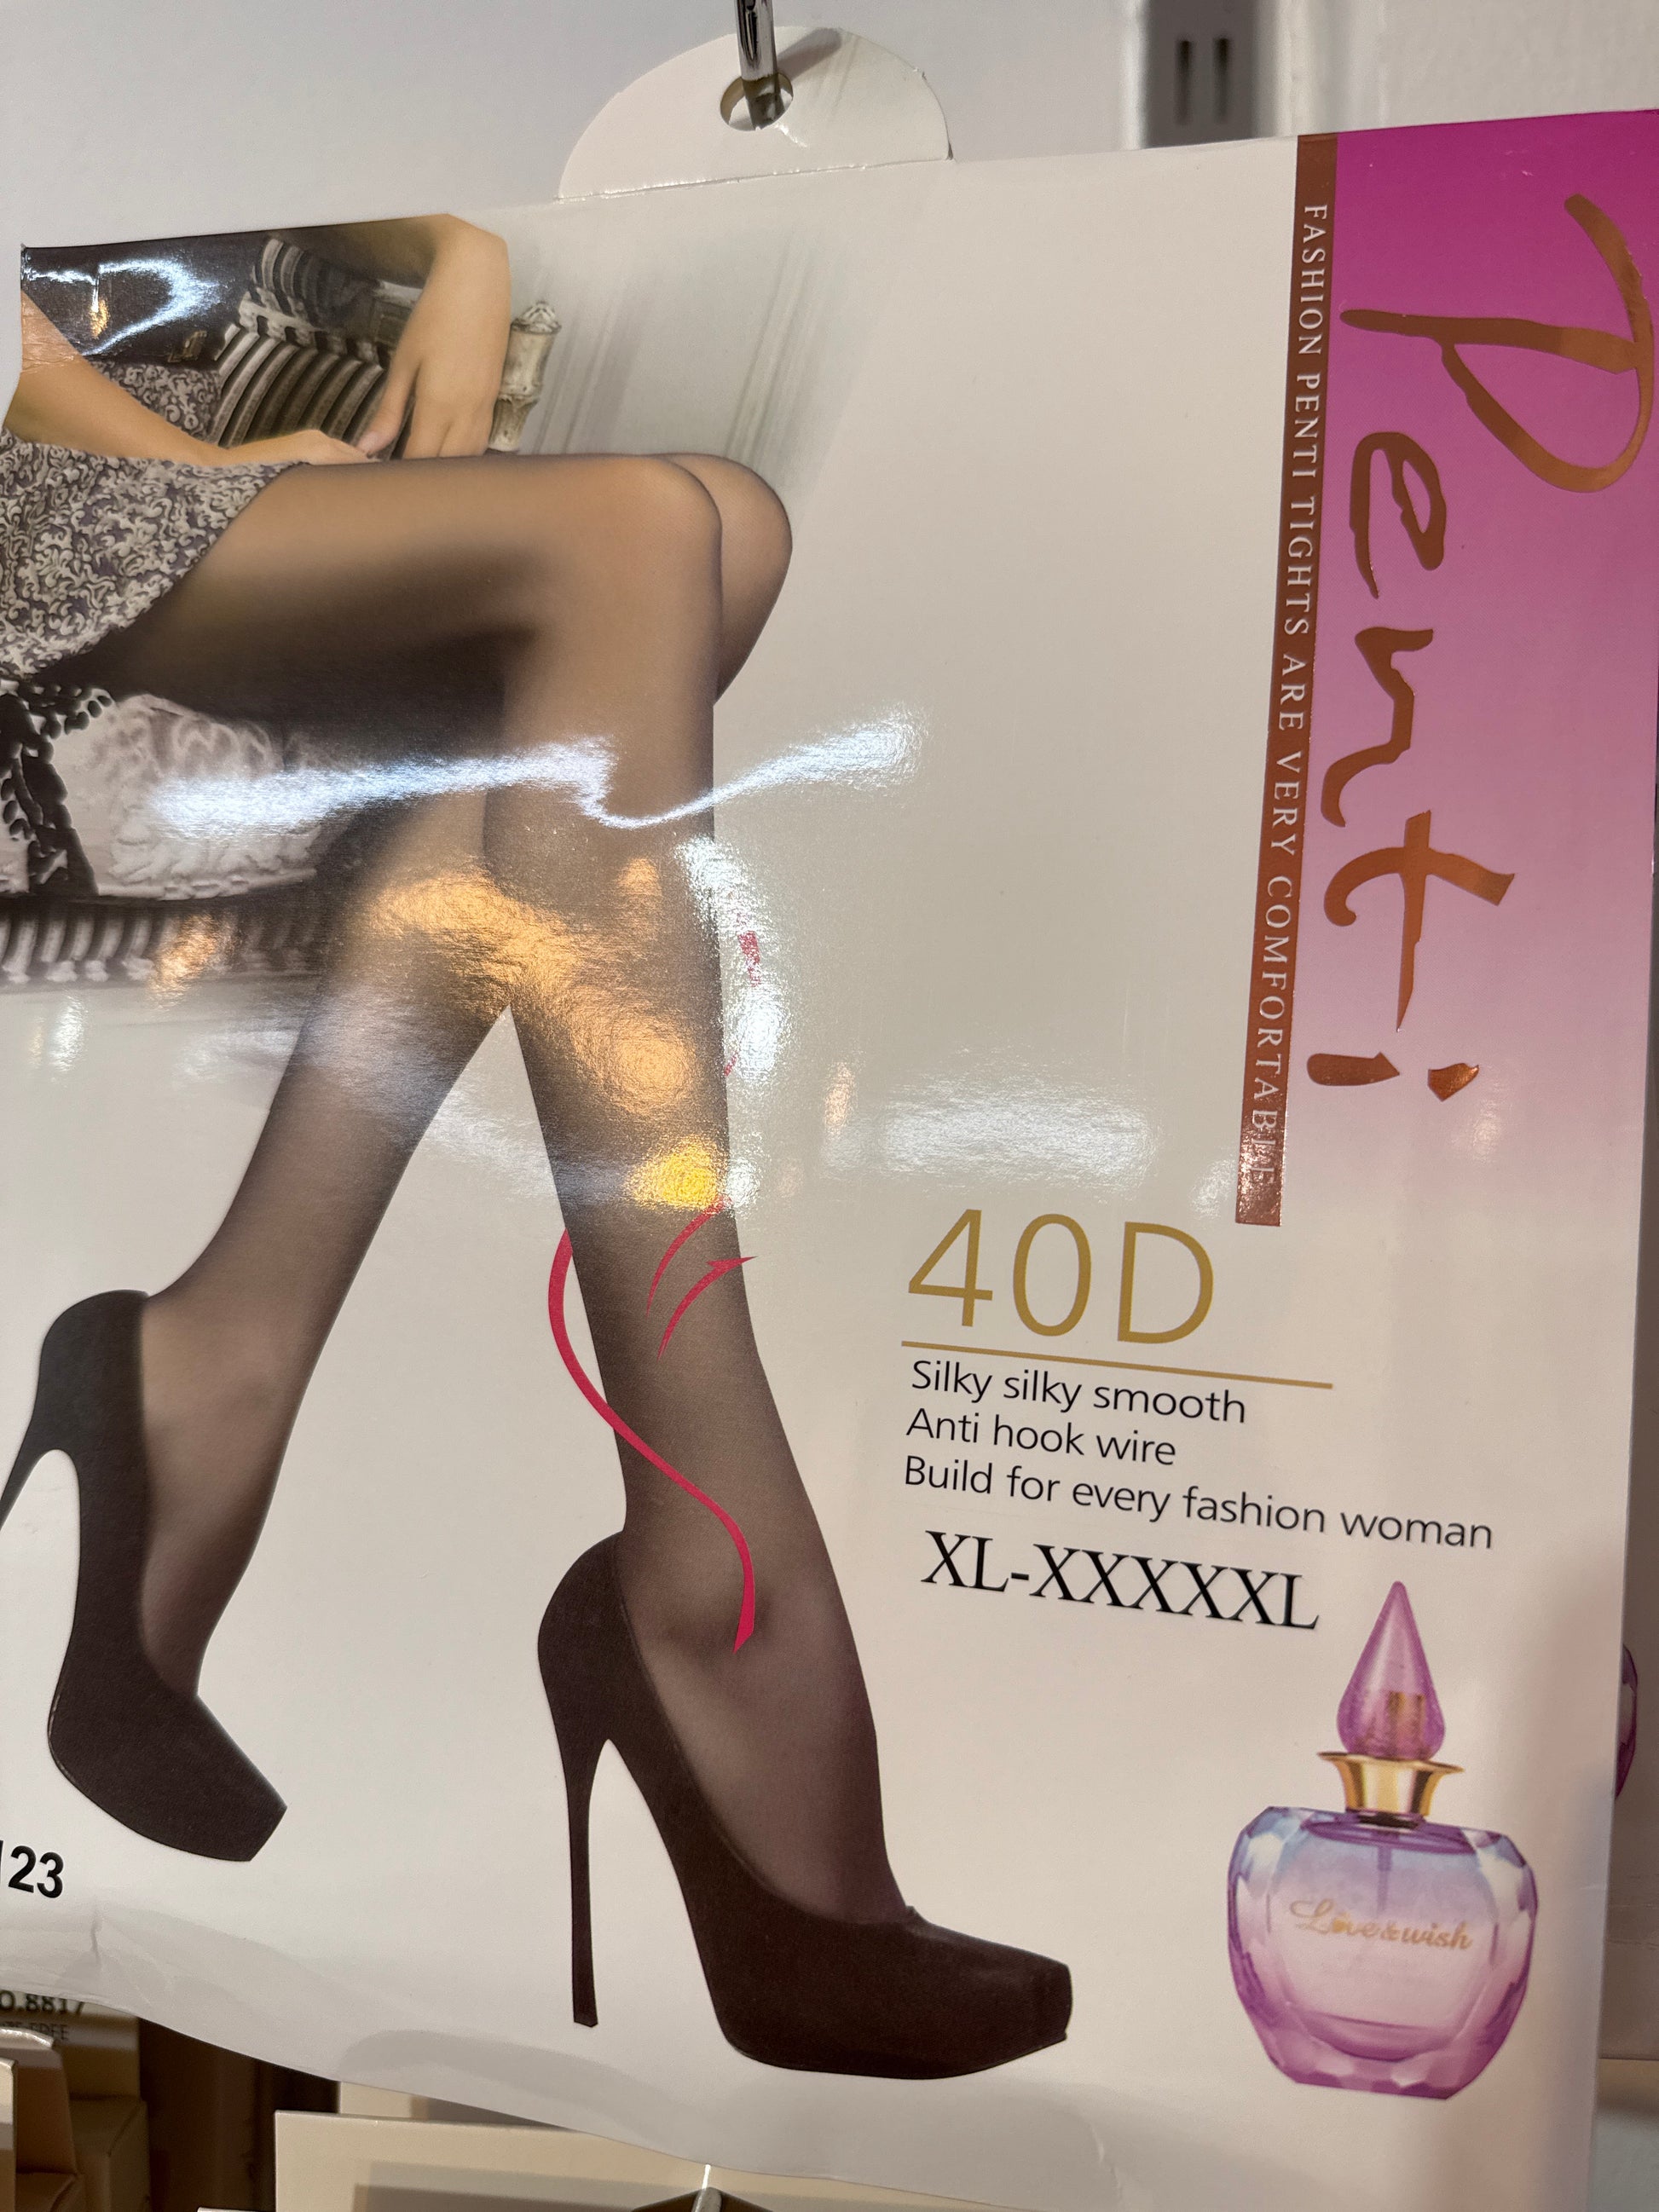 Penti
FASHION PENTI TIGHTS ARE VERY COMFORTABLE
40D
Silky silky smooth
Anti hook wire
Build for every fashion woman
XL-XXXXXL
Love&wish
123
O.8817